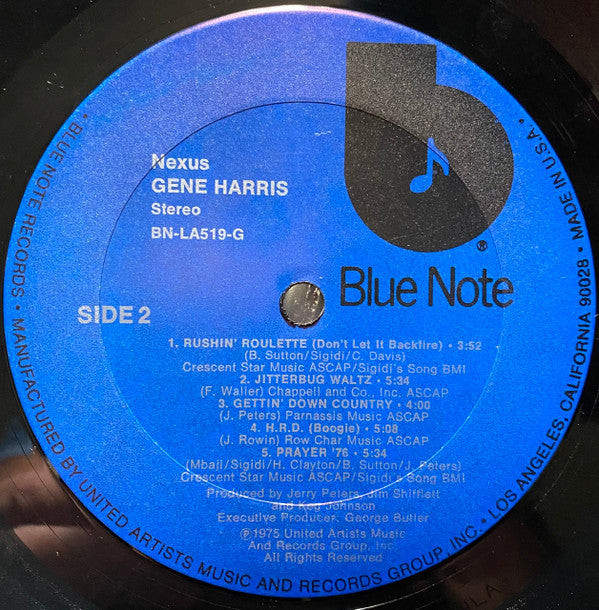 Nexus
GENE HARRIS
Stereo
BN-LA519-G
b
®
Blue Note
SIDE 2
1. RUSHIN' ROULETTE (Don't Let It Backfire) • 3:52
(B. Sutton/Sigidi/C. Davis)
Crescent Star Music ASCAP/Sigidi's Song BMI
2. JITTERBUG WALTZ • 5:34
(F. Waller) Chappell and Co., Inc. ASCAP
3. GETTIN' DOWN COUNTRY • 4:00
(J. Peters) Parnassis Music ASCAP
4. H.R.D. (Boogie) • 5:08
(J. Rowin) Row Char Music ASCAP
5. PRAYER '76 • 5:34
(Mbaji/Sigidi/H. Clayton/B. Sutton/J. Peters)
Crescent Star Music ASCAP/Sigidi's Song BMI
Produced by Jerry Peters, Jim Shifflett
and Keg Johnson
Executive Producer, George Butler
℗1975 United Artists Music
And Records Group, Inc.
All Rights Reserved
• BLUE NOTE RECORDS • MANUFACTURED BY UNITED ARTISTS MUSIC AND RECORDS GROUP, INC. • LOS ANGELES, CALIFORNIA 90028 • MADE IN U.S.A. •